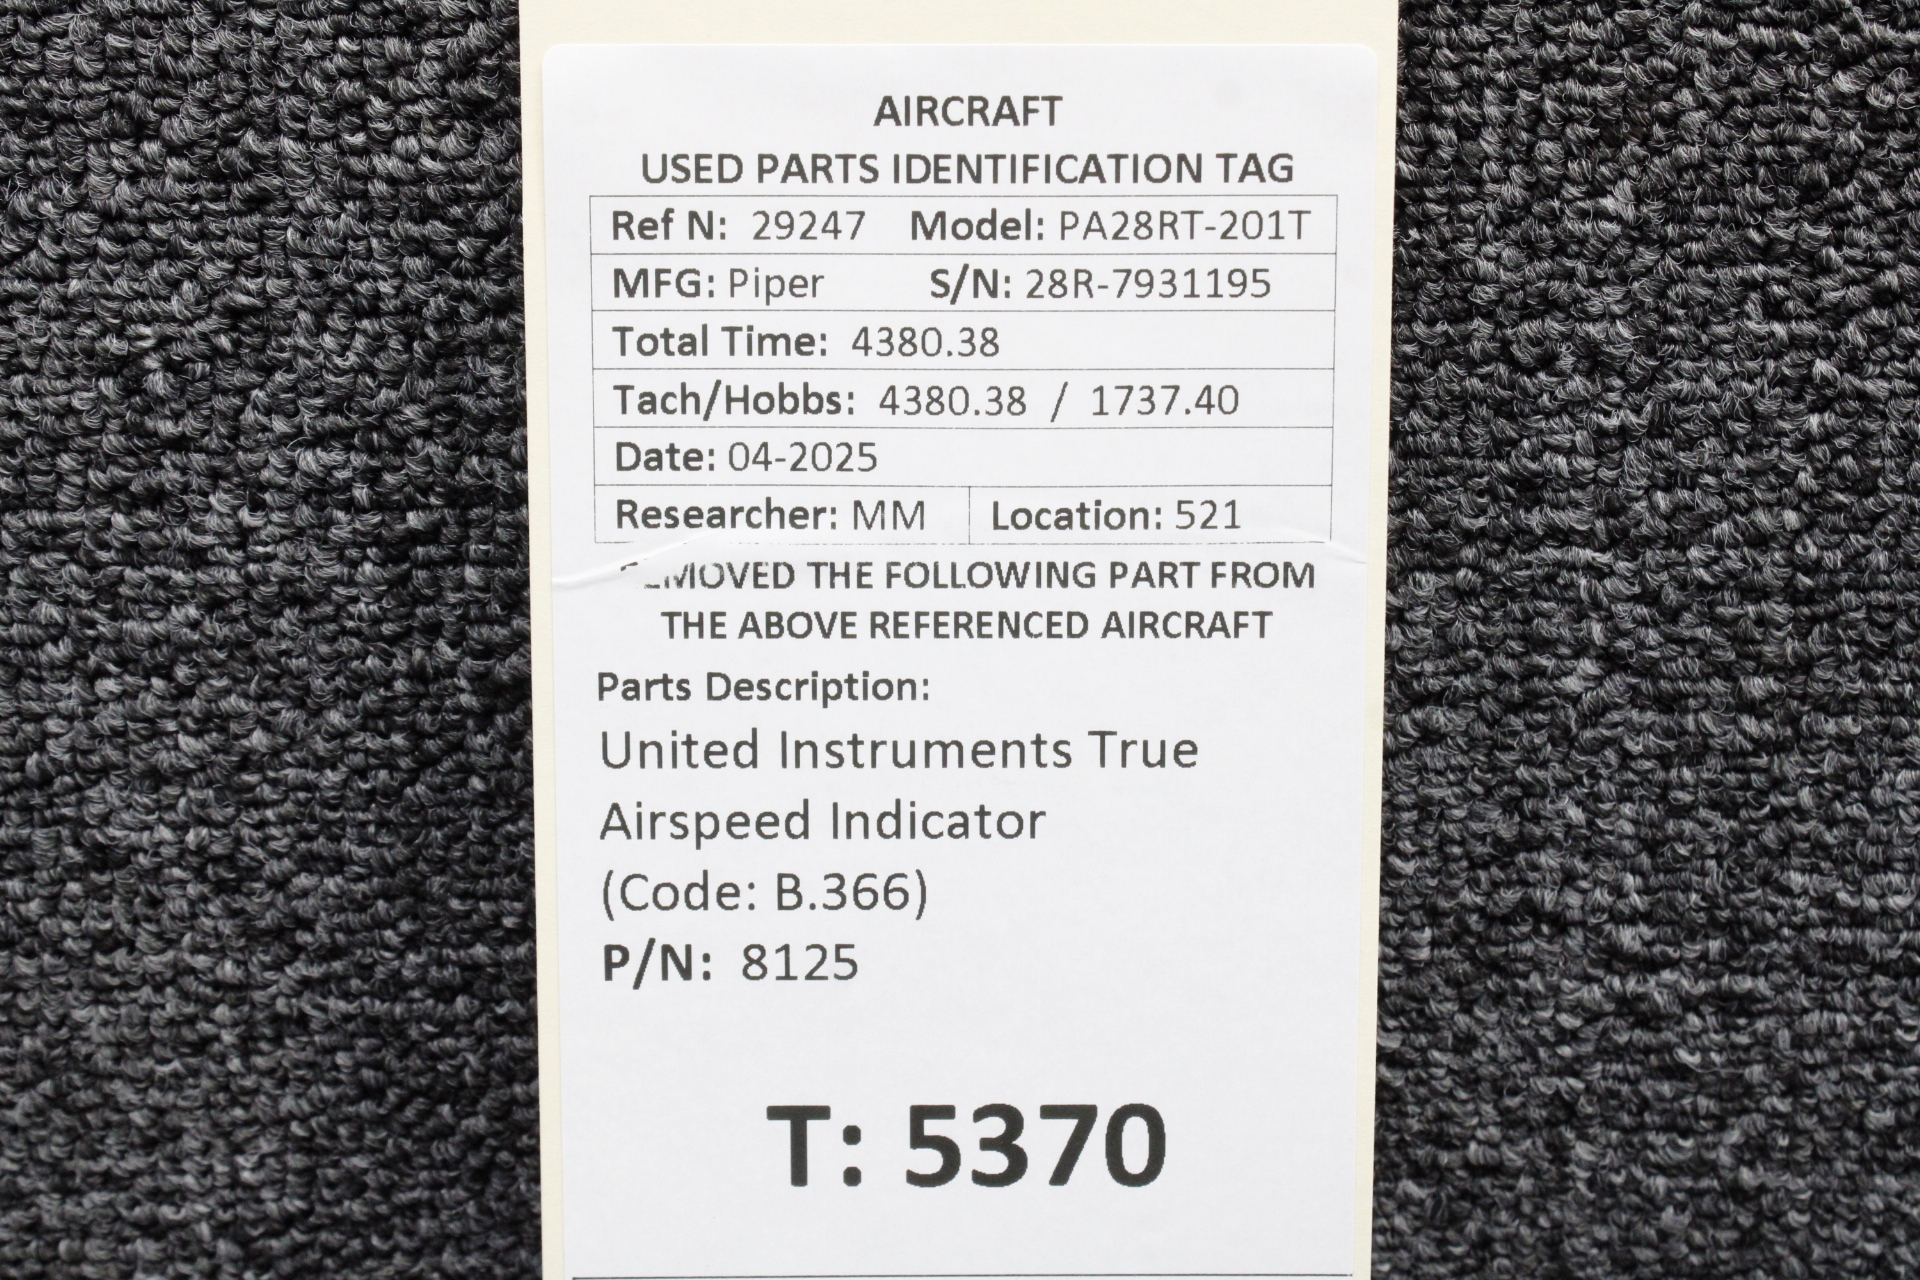 AIRCRAFT
USED PARTS IDENTIFICATION TAG
Ref N: 29247 Model: PA28RT-201T
MFG: Piper S/N: 28R-7931195
Total Time: 4380.38
Tach/Hobbs: 4380.38 / 1737.40
Date: 04-2025
Researcher: MM Location: 521
REMOVED THE FOLLOWING PART FROM
THE ABOVE REFERENCED AIRCRAFT
Parts Description:
United Instruments True
Airspeed Indicator
(Code: B.366)
P/N: 8125
T: 5370